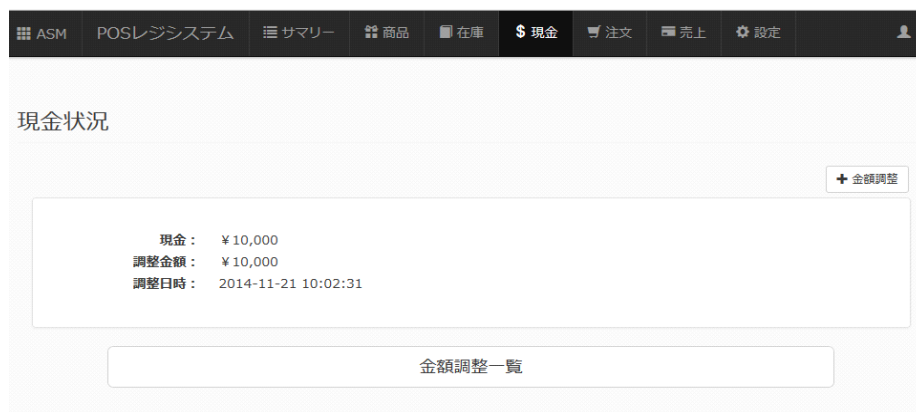 ASM POSレジシステム サマリー 商品 在庫 $ 現金 注文 売上 設定
現金状況
+ 金額調整
現金： ￥10,000
調整金額： ￥10,000
調整日時： 2014-11-21 10:02:31
金額調整一覧